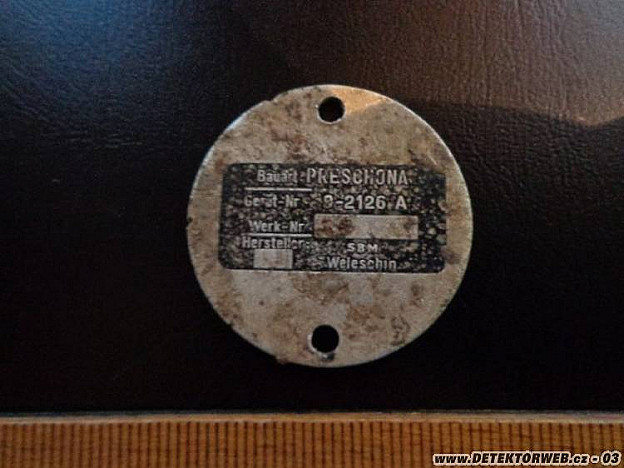 Bauart PRESCHONA
Gerät-Nr 8-2126 A
Werk-Nr
Hersteller SBM
Weleschin
www.DETEKTORWEB.cz - 03